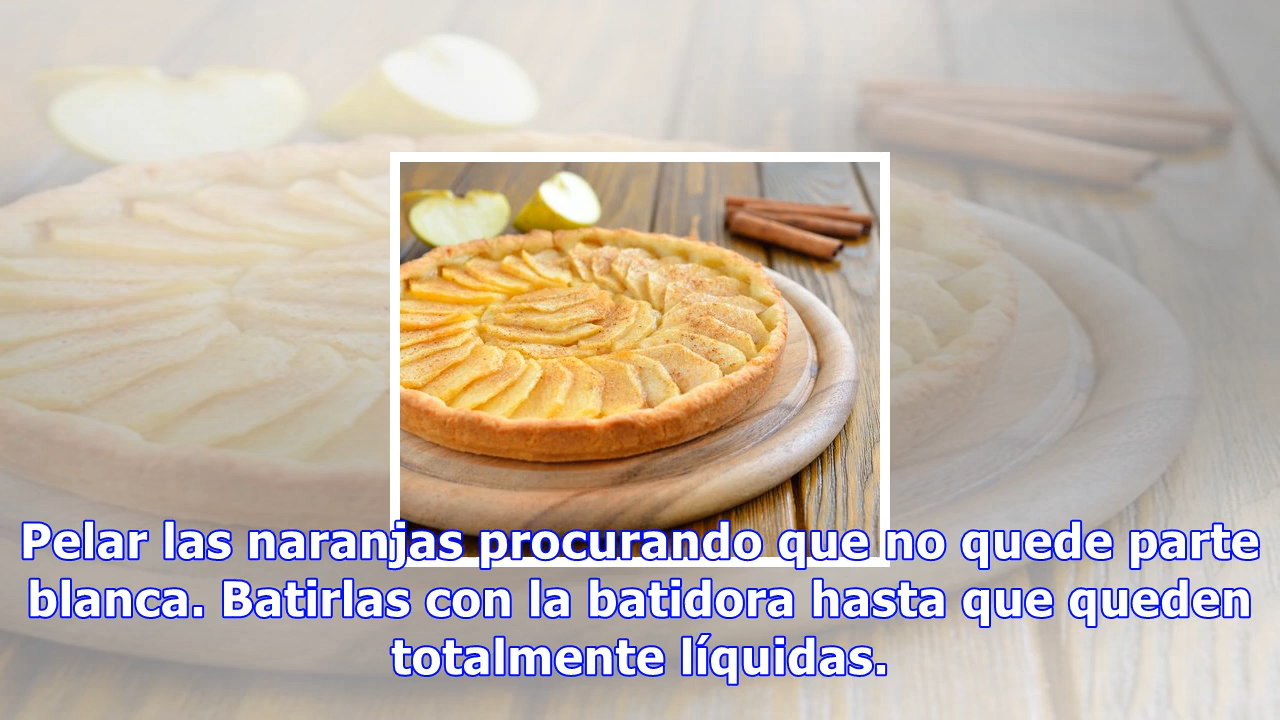 Pelar las naranjas procurando que no quede parte
blanca. Batirlas con la batidora hasta que queden
totalmente líquidas.